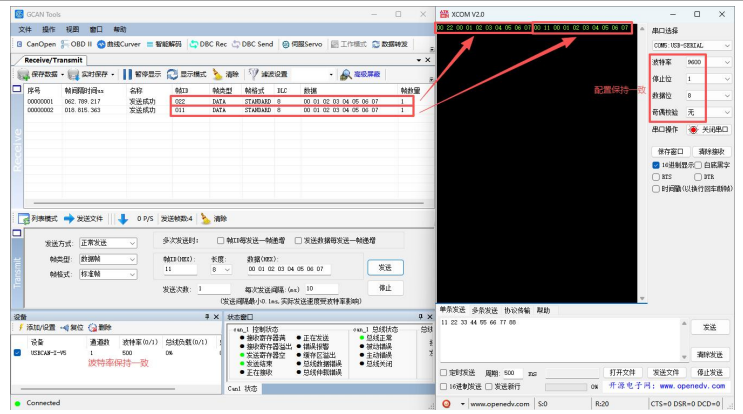 GCAN Tools
文件 操作 视图 窗口 帮助
CanOpen OBD II 曲线Curver 智能解码 DBC Rec DBC Send 伺服Servo 工作模式 数据转发
Receive/Transmit
保存数据 实时保存 暂停显示 显示模式 清除 滤波设置 高级屏蔽
序号 帧间隔时间us 名称 帧ID 帧类型 帧格式 DLC 数据 帧数量
00000001 062.789.217 发送成功 022 DATA STANDARD 8 00 01 02 03 04 05 06 07 1
00000002 018.815.363 发送成功 011 DATA STANDARD 8 00 01 02 03 04 05 06 07 1
Receive
列表模式 发送文件 0 P/S 发送帧数:4 清除
发送方式: 正常发送 多次发送时: 帧ID每发送一帧递增 发送数据每发送一帧递增
帧类型: 数据帧 帧ID(HEX): 长度: 数据(HEX):
帧格式: 标准帧 11 8 00 01 02 03 04 05 06 07 发送
发送次数: 1 每次发送间隔:(ms) 10 停止
(发送间隔最小0.1ms,实际发送速度受波特率影响)
Transmit
设备
添加/设置 复位 删除
设备 通道数 波特率(0/1) 总线负载(0/1)
USBCAN-I-V5 1 500 0%
波特率保持一致
状态窗口
can_1 控制状态 can_1 总线状态
接收寄存器满 正在发送 总线正常
接收寄存器溢出 错误报警 被动错误
发送寄存器空 缓存区溢出 主动错误
发送结束 总线数据错误 总线关闭
正在接收 总线仲裁错误
Can1 状态
Connected
XCOM V2.0
00 22 00 01 02 03 04 05 06 07 00 11 00 01 02 03 04 05 06 07
配置保持一致
串口选择
COM5:USB-SERIAL
波特率 9600
停止位 1
数据位 8
奇偶校验 无
串口操作 关闭串口
保存窗口 清除接收
16进制显示 白底黑字
RTS DTR
时间戳(以换行回车断帧)
单条发送 多条发送 协议传输 帮助
11 22 33 44 55 66 77 88
发送
清除发送
定时发送 周期: 500 ms 打开文件 发送文件 停止发送
16进制发送 发送新行 0% 开源电子网: www.openedv.com
www.openedv.com S:0 R:20 CTS=0 DSR=0 DCD=0